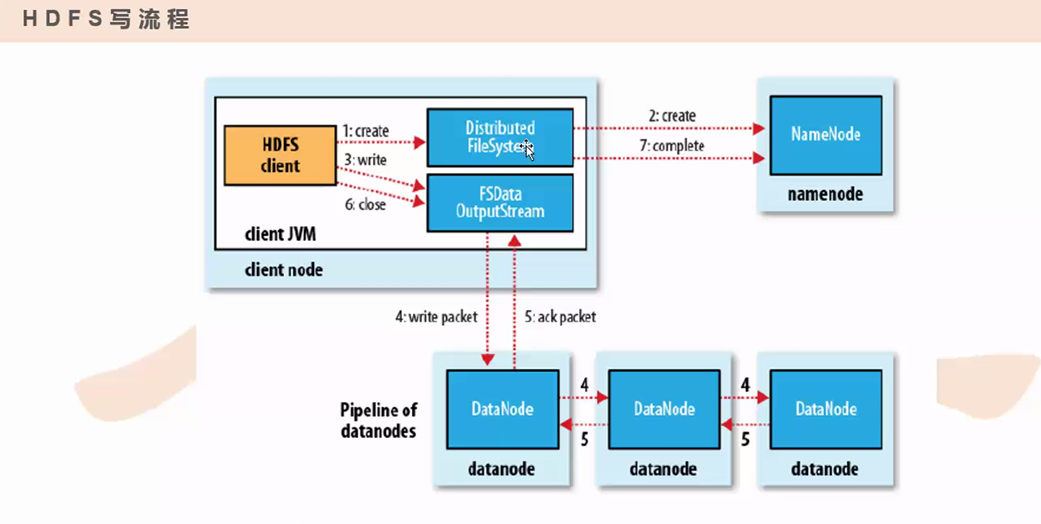 HDFS写流程
HDFS
client
1: create
3: write
6: close
Distributed
FileSystem
FSData
OutputStream
client JVM
client node
2: create
7: complete
NameNode
namenode
4: write packet
5: ack packet
Pipeline of
datanodes
DataNode
datanode
4
5
DataNode
datanode
4
5
DataNode
datanode